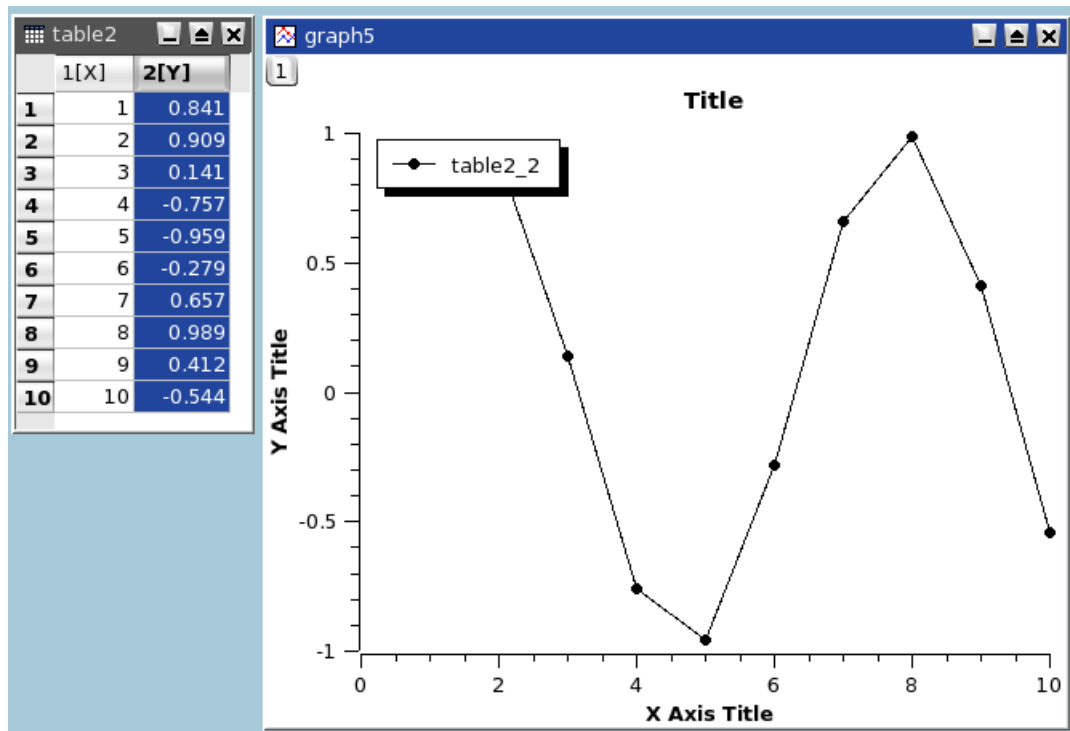 table2
1[X] 2[Y]
1 1 0.841
2 2 0.909
3 3 0.141
4 4 -0.757
5 5 -0.959
6 6 -0.279
7 7 0.657
8 8 0.989
9 9 0.412
10 10 -0.544
graph5
1
Title
table2_2
1
0.5
0
-0.5
-1
Y Axis Title
0 2 4 6 8 10
X Axis Title